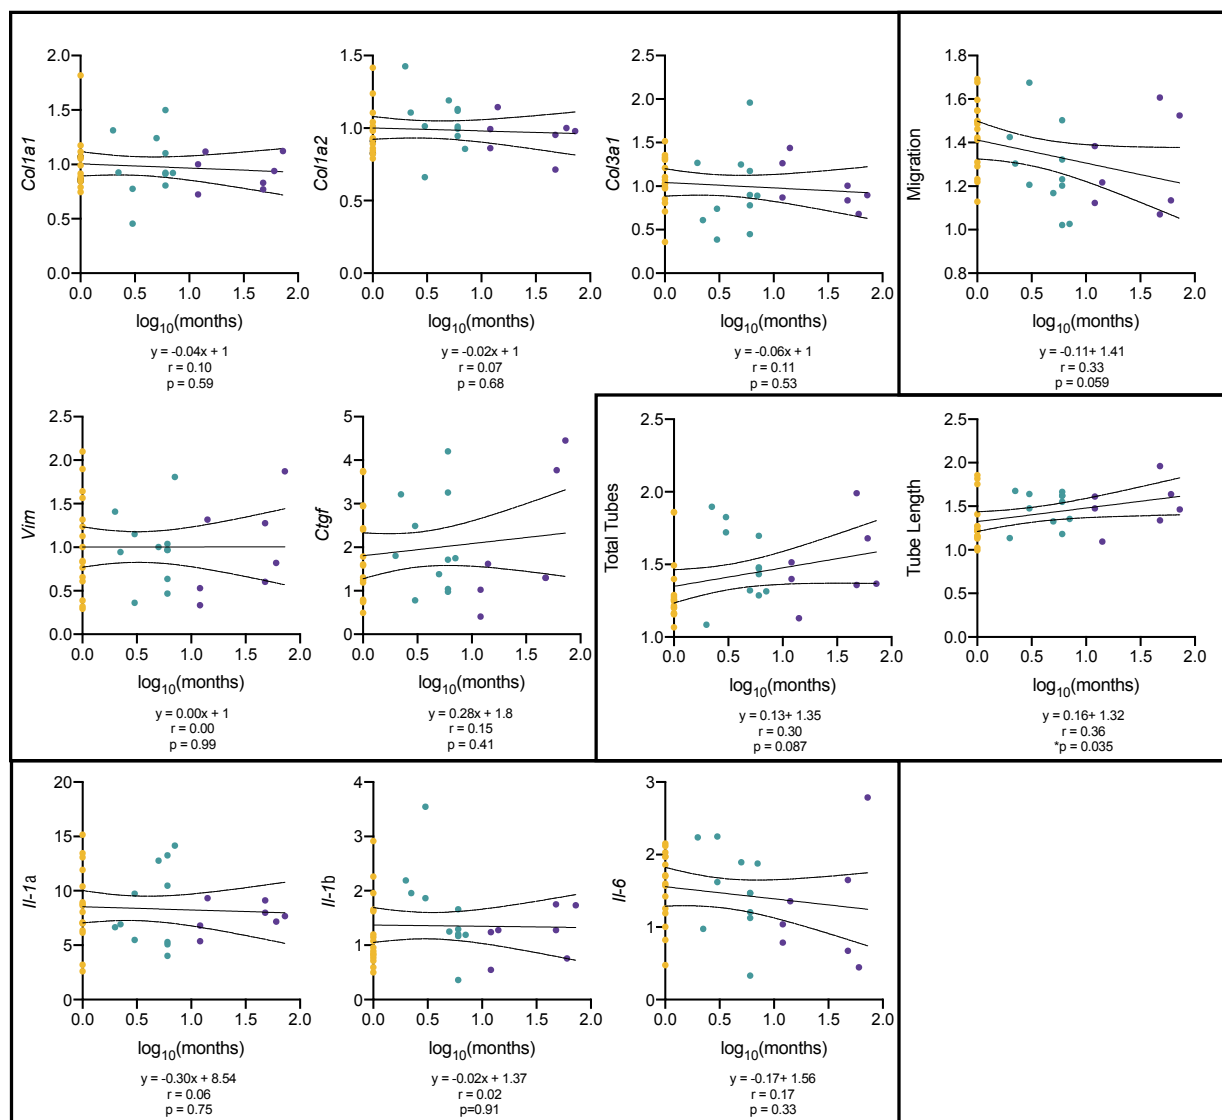 2.0
1.5
1.0
0.5
0.0
Col1a1
0.0 0.5 1.0 1.5 2.0
log10(months)
y = -0.04x + 1
r = 0.10
p = 0.59
1.5
1.0
0.5
0.0
Col1a2
0.0 0.5 1.0 1.5 2.0
log10(months)
y = -0.02x + 1
r = 0.07
p = 0.68
2.5
2.0
1.5
1.0
0.5
0.0
Col3a1
0.0 0.5 1.0 1.5 2.0
log10(months)
y = -0.06x + 1
r = 0.11
p = 0.53
1.8
1.6
1.4
1.2
1.0
0.8
Migration
0.0 0.5 1.0 1.5 2.0
log10(months)
y = -0.11+ 1.41
r = 0.33
p = 0.059
2.5
2.0
1.5
1.0
0.5
0.0
Vim
0.0 0.5 1.0 1.5 2.0
log10(months)
y = 0.00x + 1
r = 0.00
p = 0.99
5
4
3
2
1
0
Ctgf
0.0 0.5 1.0 1.5 2.0
log10(months)
y = 0.28x + 1.8
r = 0.15
p = 0.41
2.5
2.0
1.5
1.0
Total Tubes
0.0 0.5 1.0 1.5 2.0
log10(months)
y = 0.13+ 1.35
r = 0.30
p = 0.087
2.5
2.0
1.5
1.0
0.5
0.0
Tube Length
0.0 0.5 1.0 1.5 2.0
log10(months)
y = 0.16+ 1.32
r = 0.36
*p = 0.035
20
15
10
5
0
Il-1a
0.0 0.5 1.0 1.5 2.0
log10(months)
y = -0.30x + 8.54
r = 0.06
p = 0.75
4
3
2
1
0
Il-1b
0.0 0.5 1.0 1.5 2.0
log10(months)
y = -0.02x + 1.37
r = 0.02
p=0.91
3
2
1
0
Il-6
0.0 0.5 1.0 1.5 2.0
log10(months)
y = -0.17+ 1.56
r = 0.17
p = 0.33